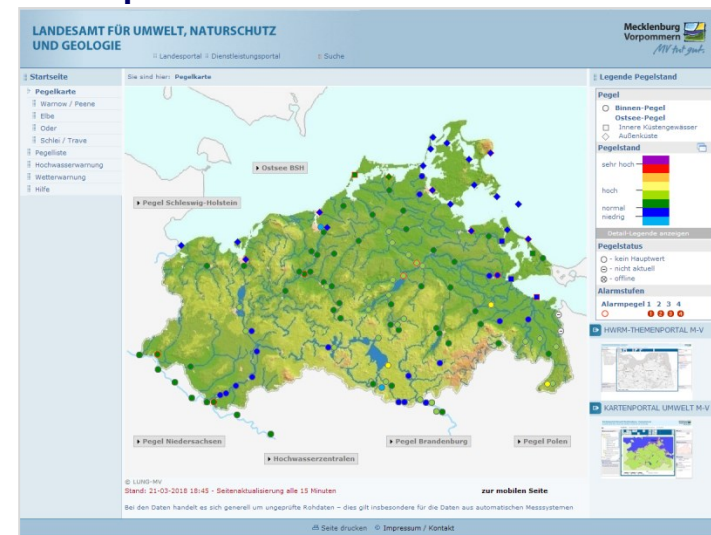 LANDESAMT FÜR UMWELT, NATURSCHUTZ
UND GEOLOGIE
Landesportal Dienstleistungsportal Suche
Mecklenburg
Vorpommern
MV tut gut.
Startseite
Pegelkarte
Warnow / Peene
Elbe
Oder
Schlei / Trave
Pegelliste
Hochwasserwarnung
Wetterwarnung
Hilfe
Sie sind hier: Pegelkarte
Ostsee BSH
Pegel Schleswig-Holstein
Pegel Niedersachsen
Pegel Brandenburg
Pegel Polen
Hochwasserzentralen
© LUNG-MV
Stand: 21-03-2018 18:45 - Seitenaktualisierung alle 15 Minuten
zur mobilen Seite
Bei den Daten handelt es sich generell um ungeprüfte Rohdaten – dies gilt insbesondere für die Daten aus automatischen Messsystemen
Legende Pegelstand
Pegel
Binnen-Pegel
Ostsee-Pegel
Innere Küstengewässer
Außenküste
Pegelstand
sehr hoch
hoch
normal
niedrig
Detail-Legende anzeigen
Pegelstatus
- kein Hauptwert
- nicht aktuell
- offline
Alarmstufen
Alarmpegel 1 2 3 4
1 2 3 4
HWRM-THEMENPORTAL M-V
KARTENPORTAL UMWELT M-V
Seite drucken © Impressum / Kontakt